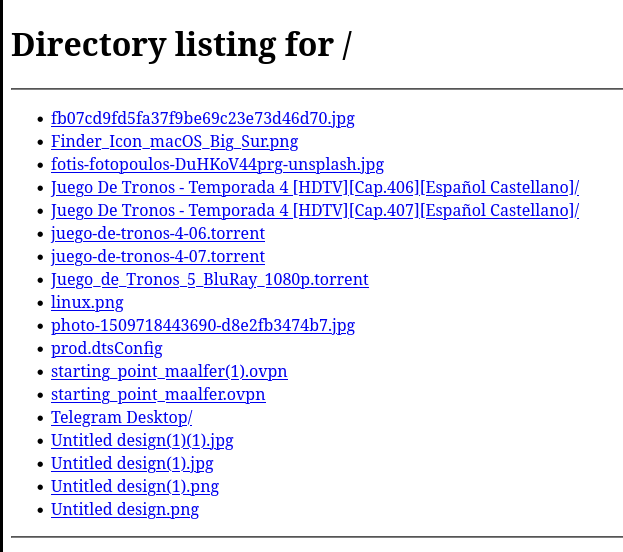 Directory listing for /
fb07cd9fd5fa37f9be69c23e73d46d70.jpg
Finder_Icon_macOS_Big_Sur.png
fotis-fotopoulos-DuHKoV44prg-unsplash.jpg
Juego De Tronos - Temporada 4 [HDTV][Cap.406][Español Castellano]/
Juego De Tronos - Temporada 4 [HDTV][Cap.407][Español Castellano]/
juego-de-tronos-4-06.torrent
juego-de-tronos-4-07.torrent
Juego_de_Tronos_5_BluRay_1080p.torrent
linux.png
photo-1509718443690-d8e2fb3474b7.jpg
prod.dtsConfig
starting_point_maalfer(1).ovpn
starting_point_maalfer.ovpn
Telegram Desktop/
Untitled design(1)(1).jpg
Untitled design(1).jpg
Untitled design(1).png
Untitled design.png